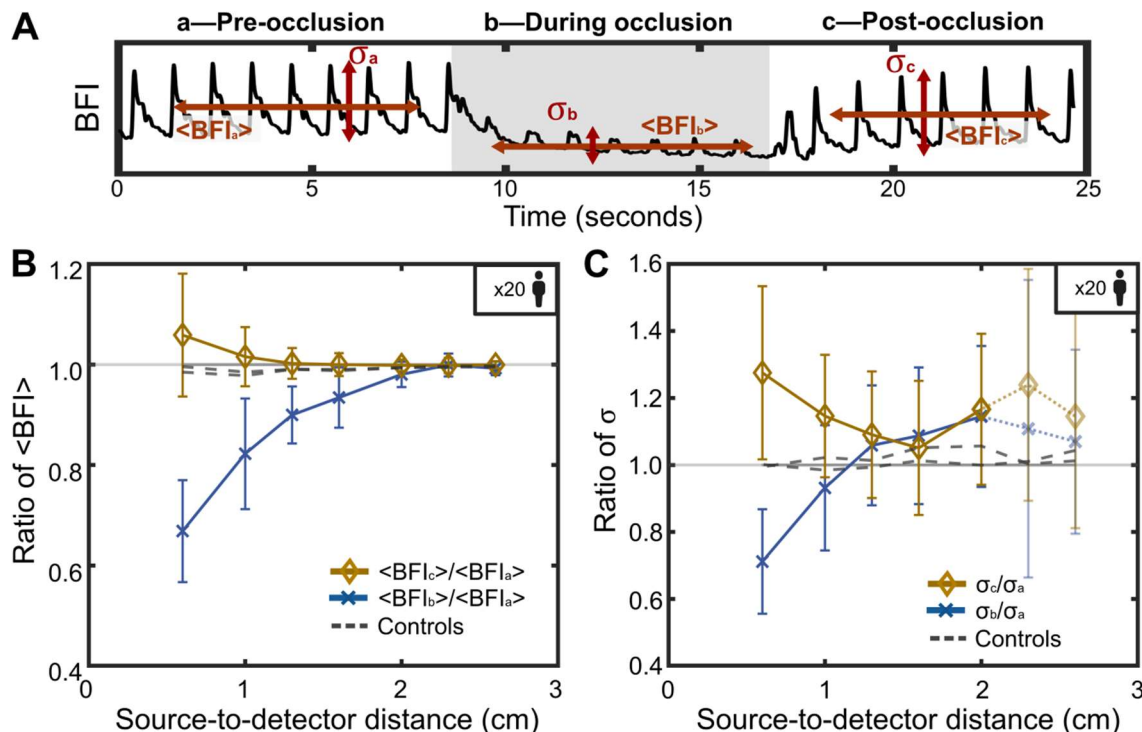 A
a—Pre-occlusion b—During occlusion c—Post-occlusion
BFI
σa
<BFIa>
σb
<BFIb>
σc
<BFIc>
0 5 10 15 20 25
Time (seconds)
B
x20
Ratio of <BFI>
1.2
1.0
0.8
0.6
0.4
<BFIc>/<BFIa>
<BFIb>/<BFIa>
Controls
0 1 2 3
Source-to-detector distance (cm)
C
x20
Ratio of σ
1.6
1.4
1.2
1.0
0.8
0.6
0.4
σc/σa
σb/σa
Controls
0 1 2 3
Source-to-detector distance (cm)